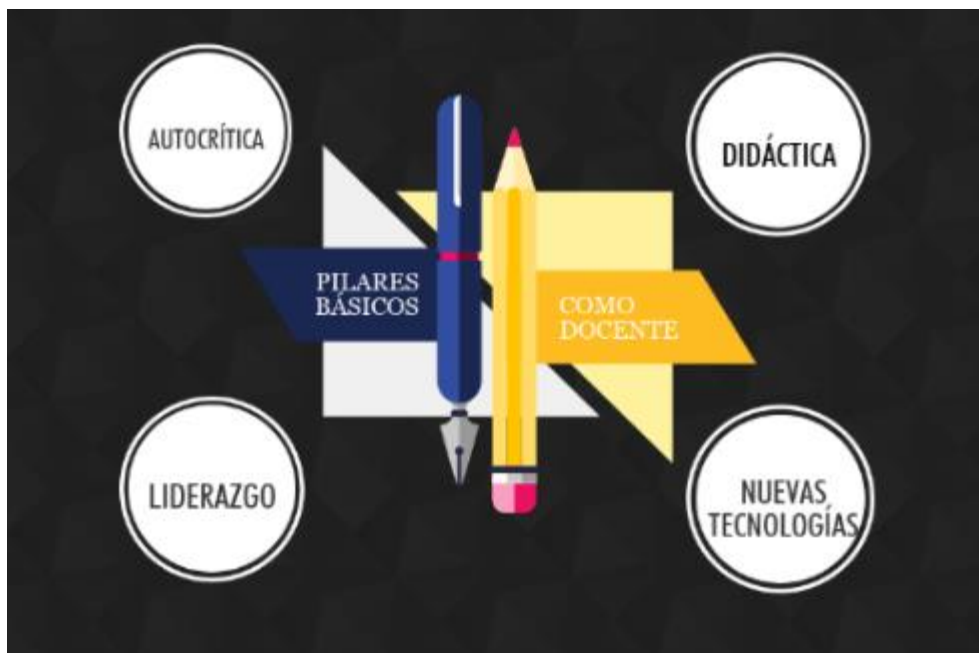 AUTOCRÍTICA
DIDÁCTICA
PILARES
BÁSICOS
COMO
DOCENTE
LIDERAZGO
NUEVAS
TECNOLOGÍAS